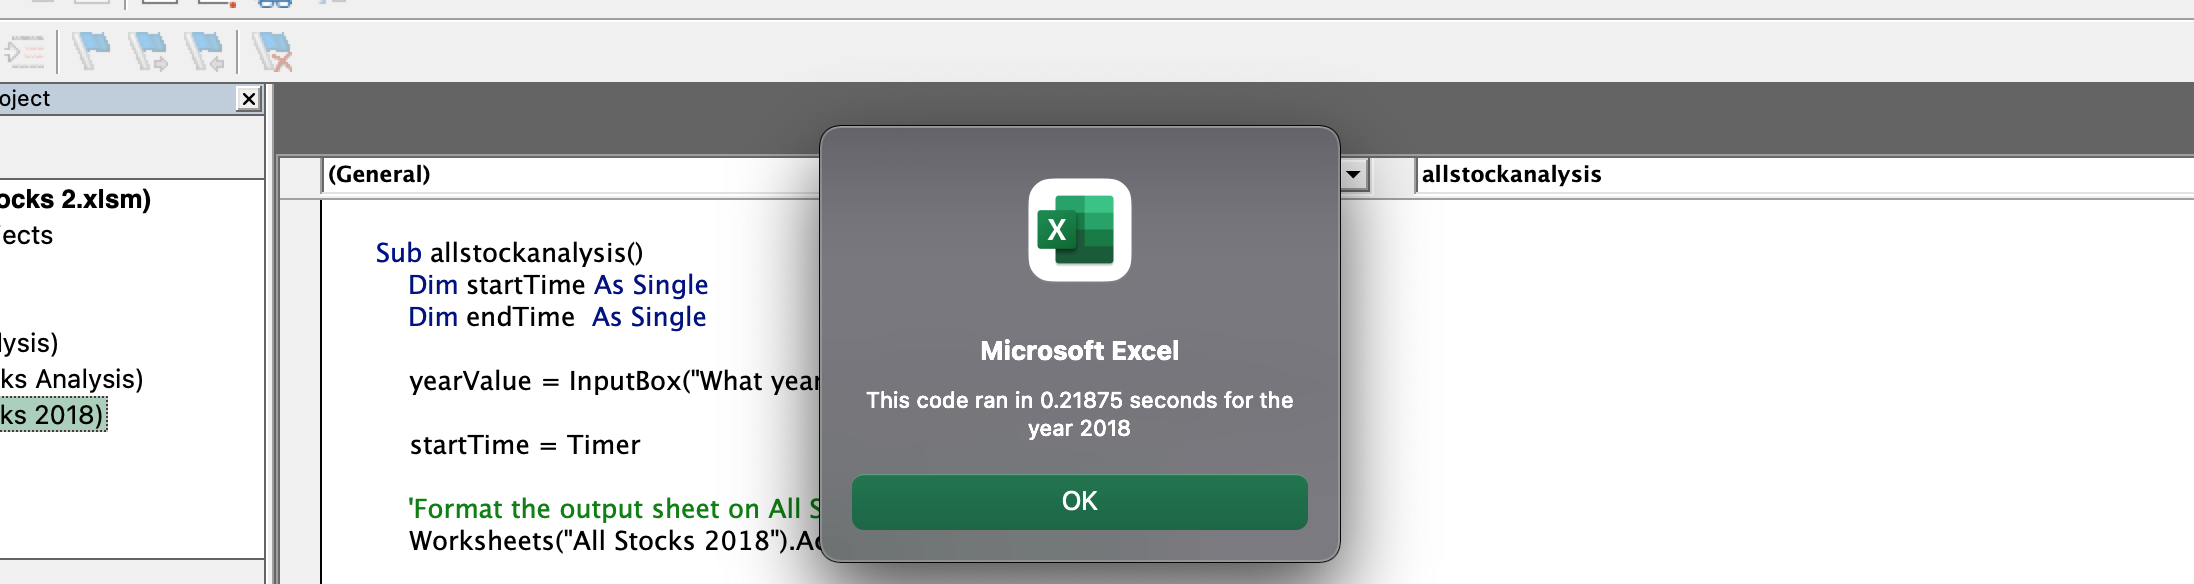 oject
ocks 2.xlsm)
ects
lysis)
ks Analysis)
ks 2018)
(General)
allstockanalysis
Sub allstockanalysis()
Dim startTime As Single
Dim endTime  As Single
yearValue = InputBox("What year
startTime = Timer
'Format the output sheet on All S
Worksheets("All Stocks 2018").Ac
X
Microsoft Excel
This code ran in 0.21875 seconds for the
year 2018
OK